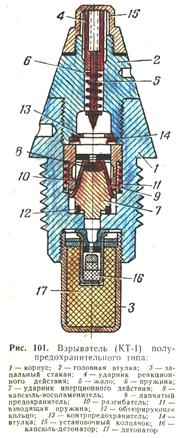 4
15
2
6
5
13
14
8
1
10
11
9
12
7
16
17
3
Рис. 101. Взрыватель (КТ-1) полу-
предохранительного типа:
1 — корпус; 2 — головная втулка; 3 — за-
пальный стакан; 4 — ударник реакцион-
ного действия; 5 — жало; 6 — пружина;
7 — ударник инерционного действия; 8 —
капсюль-воспламенитель; 9 — лапчатый
предохранитель; 10 — разгибатель; 11 —
взводящая пружина; 12 — обтюрирующее
кольцо; 13 — контрпредохранитель; 14 —
втулка; 15 — установочный колпачок; 16 —
капсюль-детонатор; 17 — детонатор